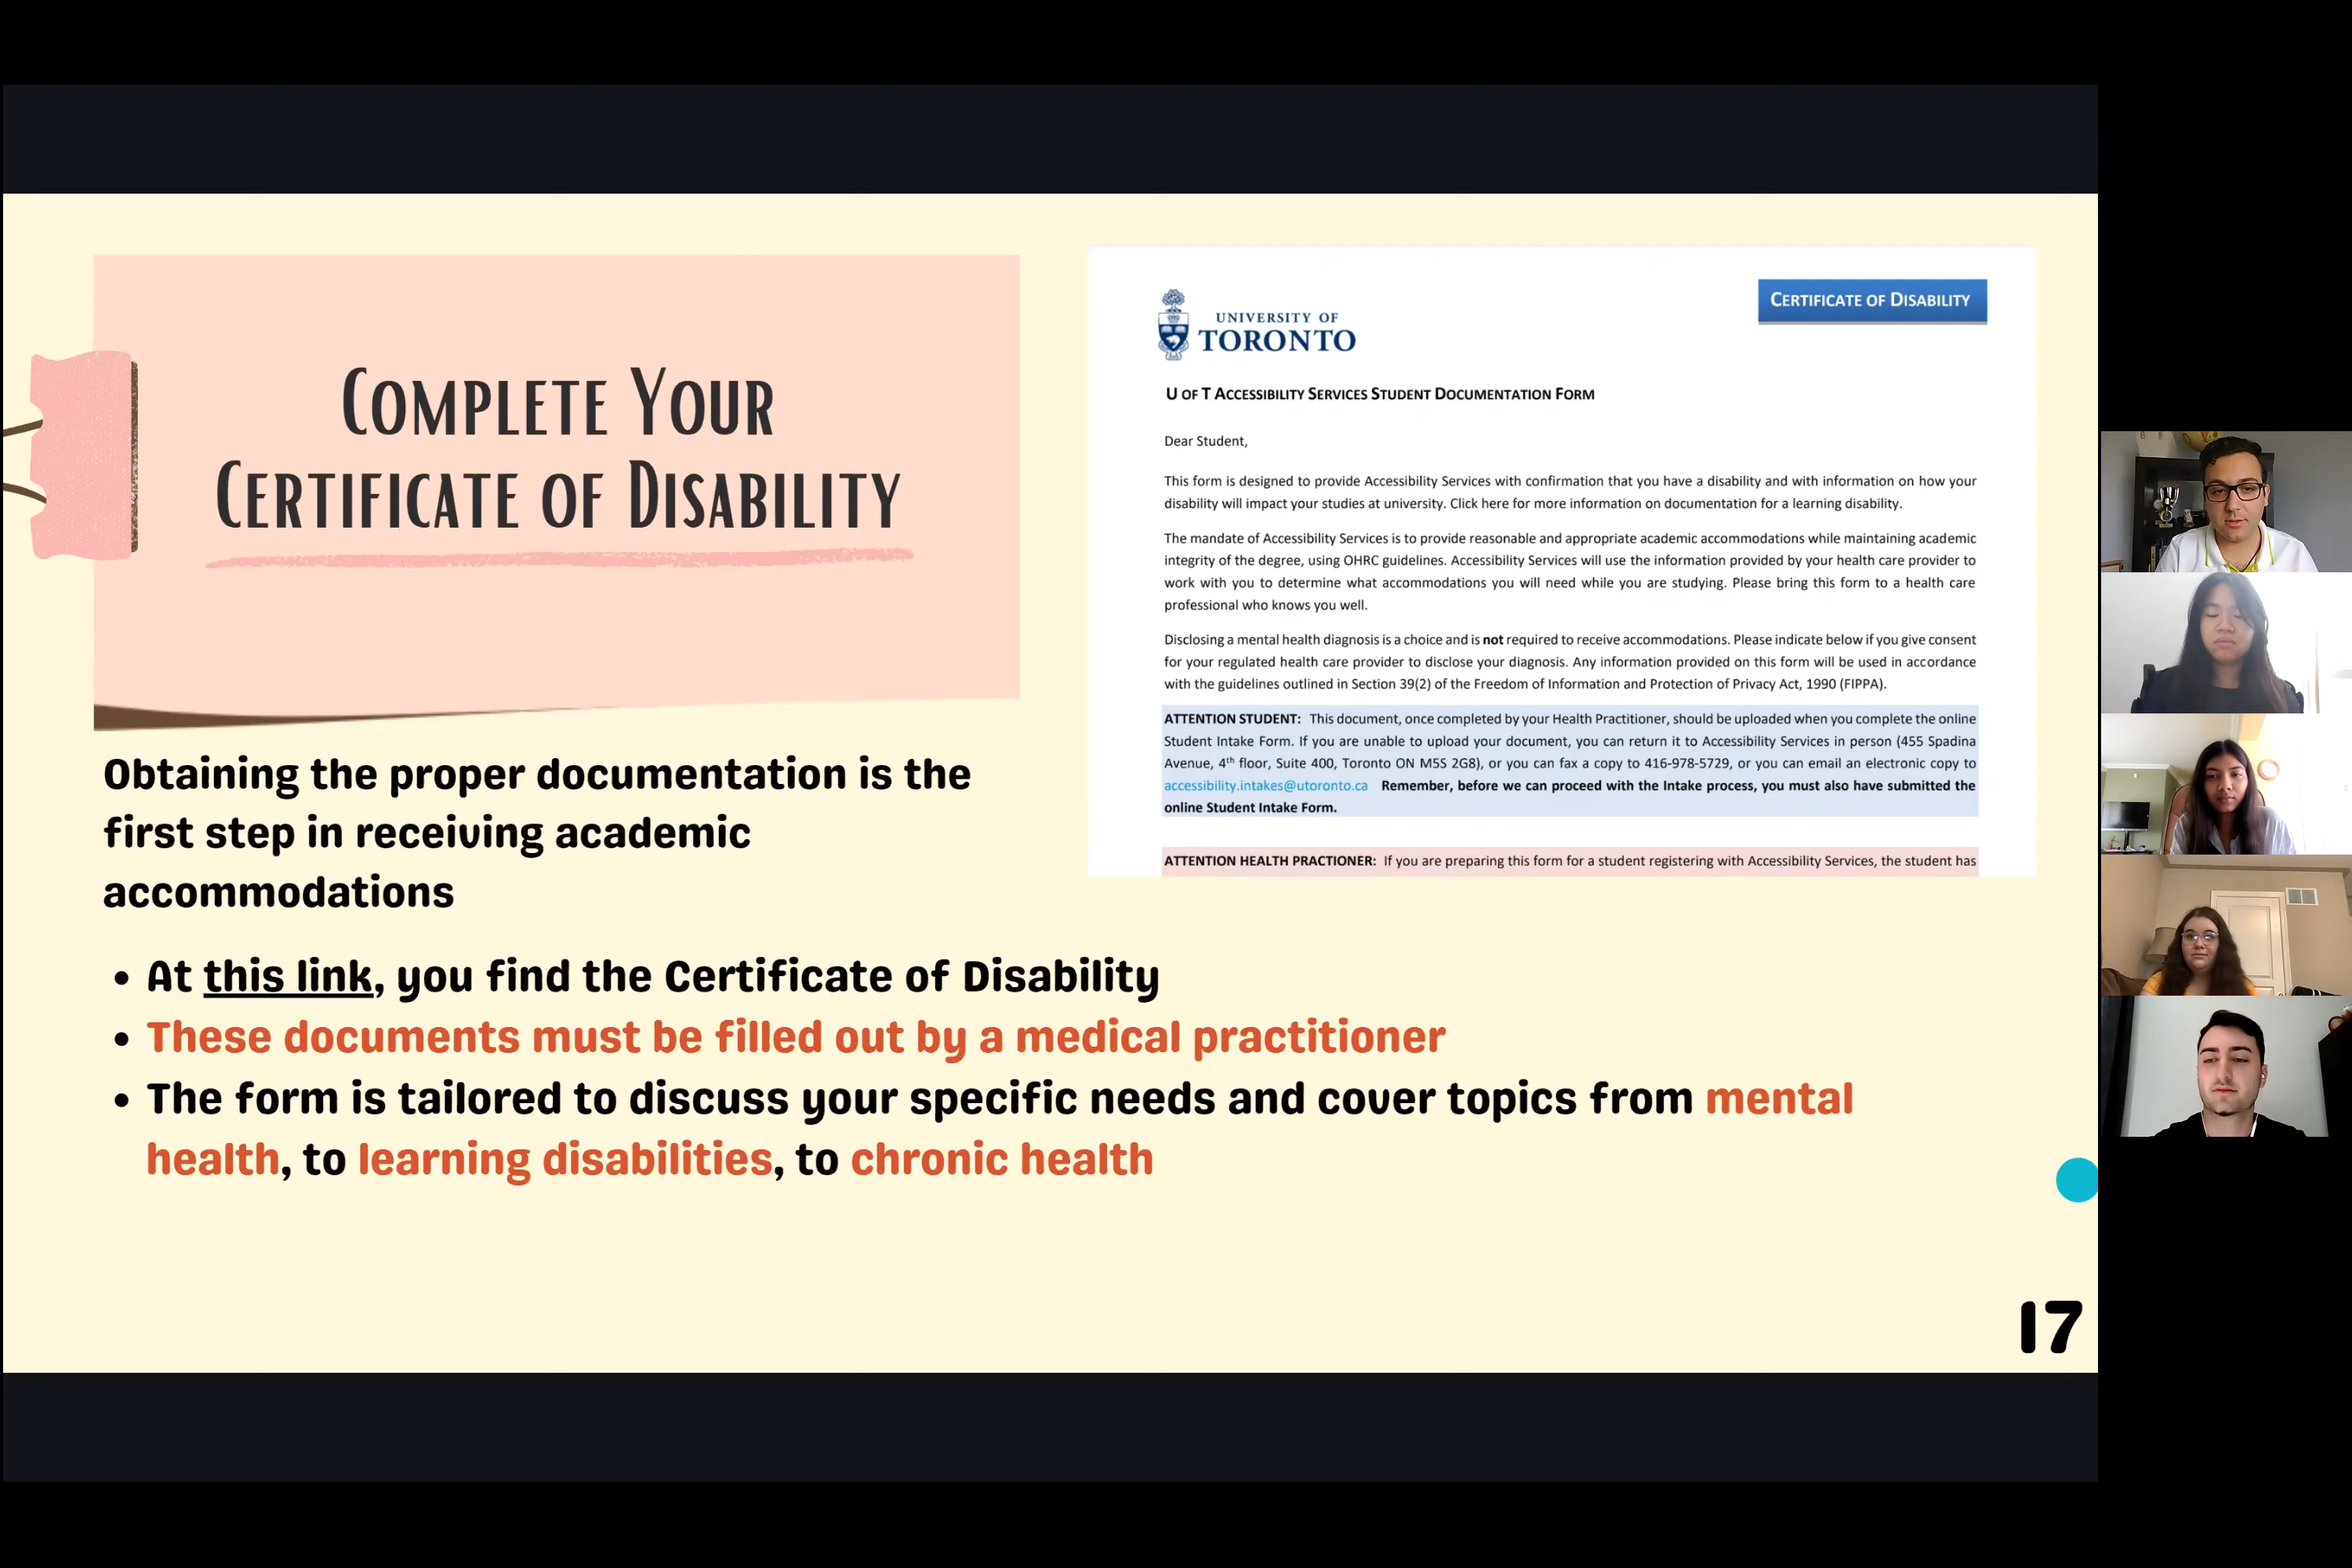 COMPLETE YOUR
CERTIFICATE OF DISABILITY
Obtaining the proper documentation is the
first step in receiving academic
accommodations
• At this link, you find the Certificate of Disability
• These documents must be filled out by a medical practitioner
• The form is tailored to discuss your specific needs and cover topics from mental
health, to learning disabilities, to chronic health
UNIVERSITY OF
TORONTO
CERTIFICATE OF DISABILITY
U OF T ACCESSIBILITY SERVICES STUDENT DOCUMENTATION FORM
Dear Student,
This form is designed to provide Accessibility Services with confirmation that you have a disability and with information on how your
disability will impact your studies at university. Click here for more information on documentation for a learning disability.
The mandate of Accessibility Services is to provide reasonable and appropriate academic accommodations while maintaining academic
integrity of the degree, using OHRC guidelines. Accessibility Services will use the information provided by your health care provider to
work with you to determine what accommodations you will need while you are studying. Please bring this form to a health care
professional who knows you well.
Disclosing a mental health diagnosis is a choice and is not required to receive accommodations. Please indicate below if you give consent
for your regulated health care provider to disclose your diagnosis. Any information provided on this form will be used in accordance
with the guidelines outlined in Section 39(2) of the Freedom of Information and Protection of Privacy Act, 1990 (FIPPA).
ATTENTION STUDENT: This document, once completed by your Health Practitioner, should be uploaded when you complete the online
Student Intake Form. If you are unable to upload your document, you can return it to Accessibility Services in person (455 Spadina
Avenue, 4th floor, Suite 400, Toronto ON M5S 2G8), or you can fax a copy to 416-978-5729, or you can email an electronic copy to
accessibility.intakes@utoronto.ca Remember, before we can proceed with the Intake process, you must also have submitted the
online Student Intake Form.
ATTENTION HEALTH PRACTIONER: If you are preparing this form for a student registering with Accessibility Services, the student has
17